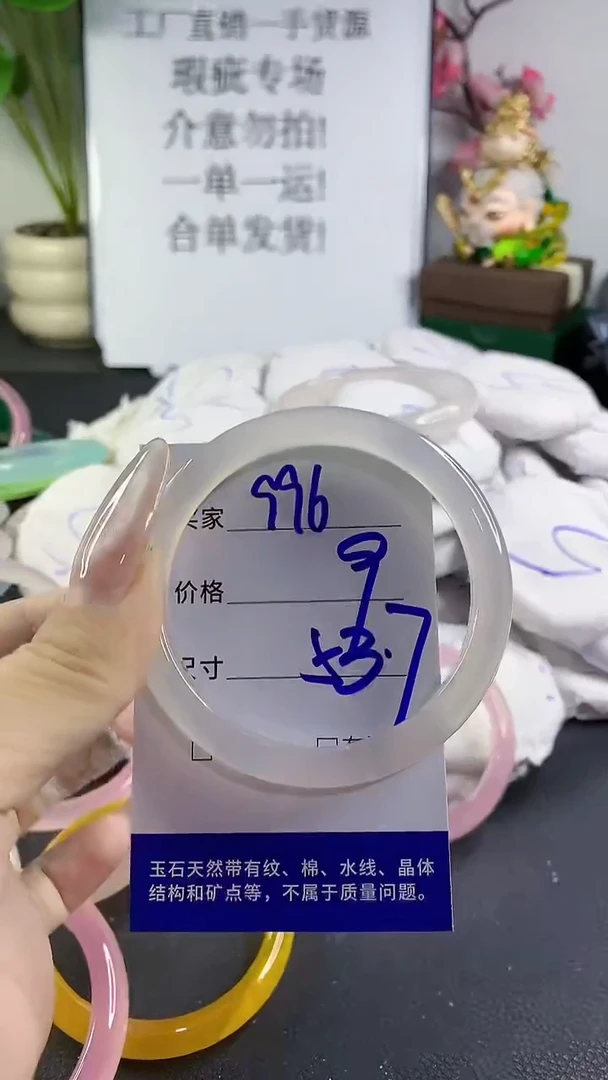 工厂直销一手货源
瑕疵专场
介意勿拍!
一单一运!
合单发货!
买家 996
价格 9
尺寸 53.7
玉石天然带有纹、棉、水线、晶体
结构和矿点等，不属于质量问题。